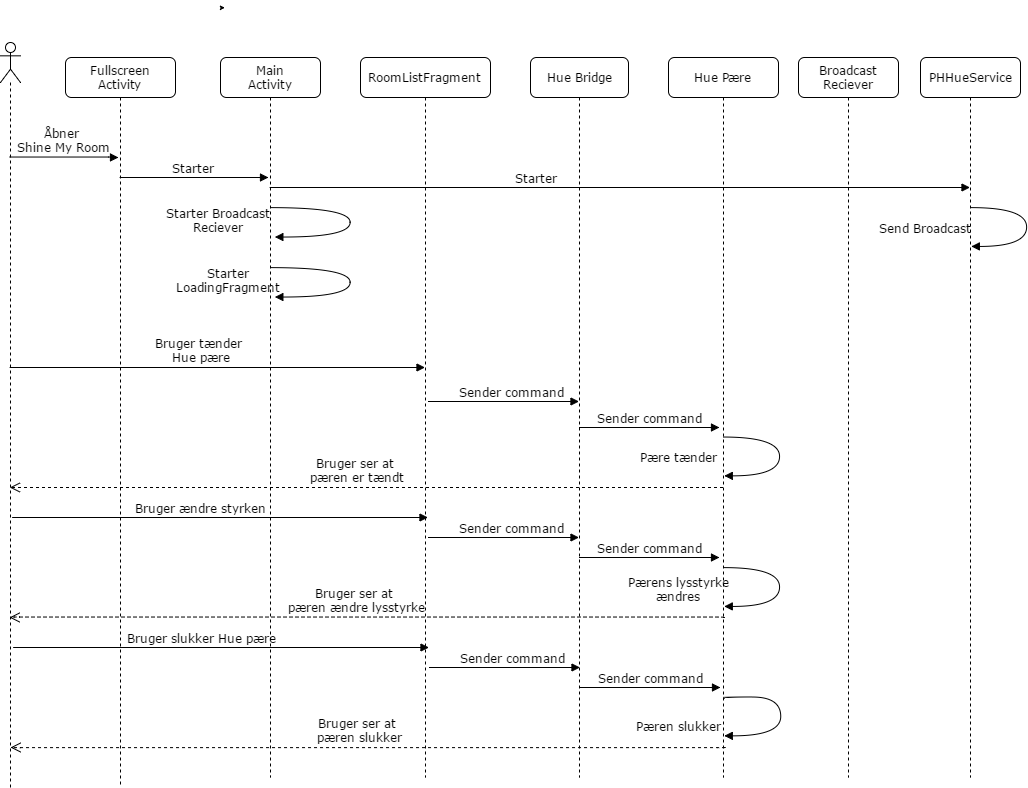 Fullscreen
Activity
Main
Activity
RoomListFragment
Hue Bridge
Hue Pære
Broadcast
Reciever
PHHueService
Åbner
Shine My Room
Starter
Starter
Starter Broadcast
Reciever
Send Broadcast
Starter
LoadingFragment
Bruger tænder
Hue pære
Sender command
Sender command
Pære tænder
Bruger ser at
pæren er tændt
Bruger ændre styrken
Sender command
Sender command
Pærens lysstyrke
ændres
Bruger ser at
pæren ændre lysstyrke
Bruger slukker Hue pære
Sender command
Sender command
Pæren slukker
Bruger ser at
pæren slukker